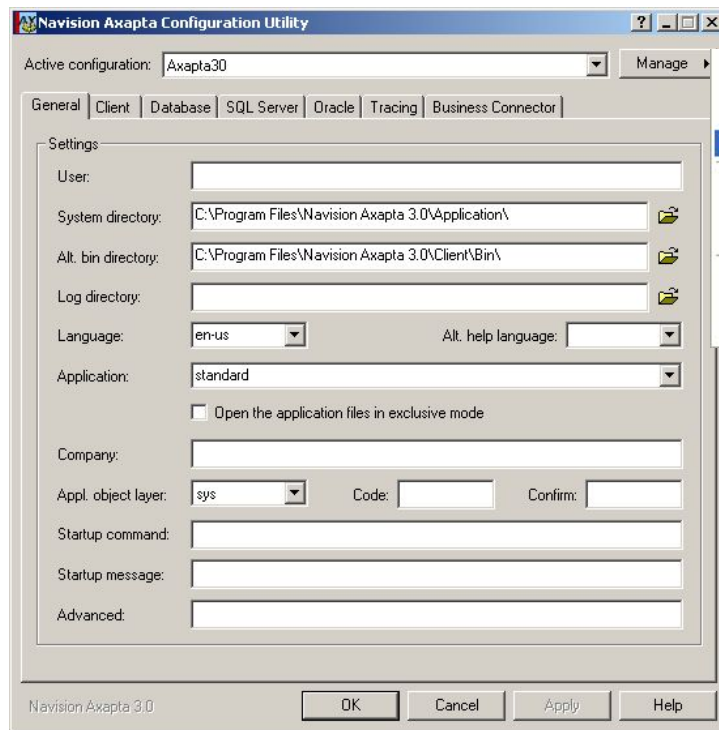 Navision Axapta Configuration Utility
Active configuration: Axapta30 Manage
General Client Database SQL Server Oracle Tracing Business Connector
Settings
User:
System directory: C:\Program Files\Navision Axapta 3.0\Application\
Alt. bin directory: C:\Program Files\Navision Axapta 3.0\Client\Bin\
Log directory:
Language: en-us Alt. help language:
Application: standard
Open the application files in exclusive mode
Company:
Appl. object layer: sys Code: Confirm:
Startup command:
Startup message:
Advanced:
Navision Axapta 3.0 OK Cancel Apply Help